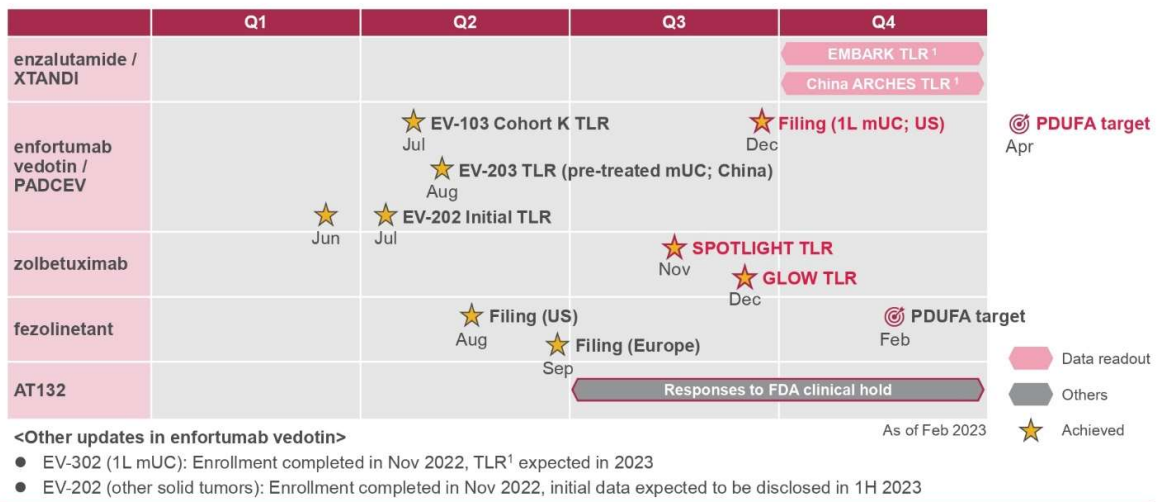 Q1 Q2 Q3 Q4
enzalutamide /
XTANDI
EMBARK TLR ¹
China ARCHES TLR ¹
enfortumab
vedotin /
PADCEV
EV-103 Cohort K TLR
Jul
Filing (1L mUC; US)
Dec
PDUFA target
Apr
EV-203 TLR (pre-treated mUC; China)
Aug
EV-202 Initial TLR
Jun
Jul
zolbetuximab
SPOTLIGHT TLR
Nov
GLOW TLR
Dec
fezolinetant
Filing (US)
Aug
Filing (Europe)
Sep
PDUFA target
Feb
AT132
Responses to FDA clinical hold
Data readout
Others
Achieved
As of Feb 2023
<Other updates in enfortumab vedotin>
● EV-302 (1L mUC): Enrollment completed in Nov 2022, TLR¹ expected in 2023
● EV-202 (other solid tumors): Enrollment completed in Nov 2022, initial data expected to be disclosed in 1H 2023